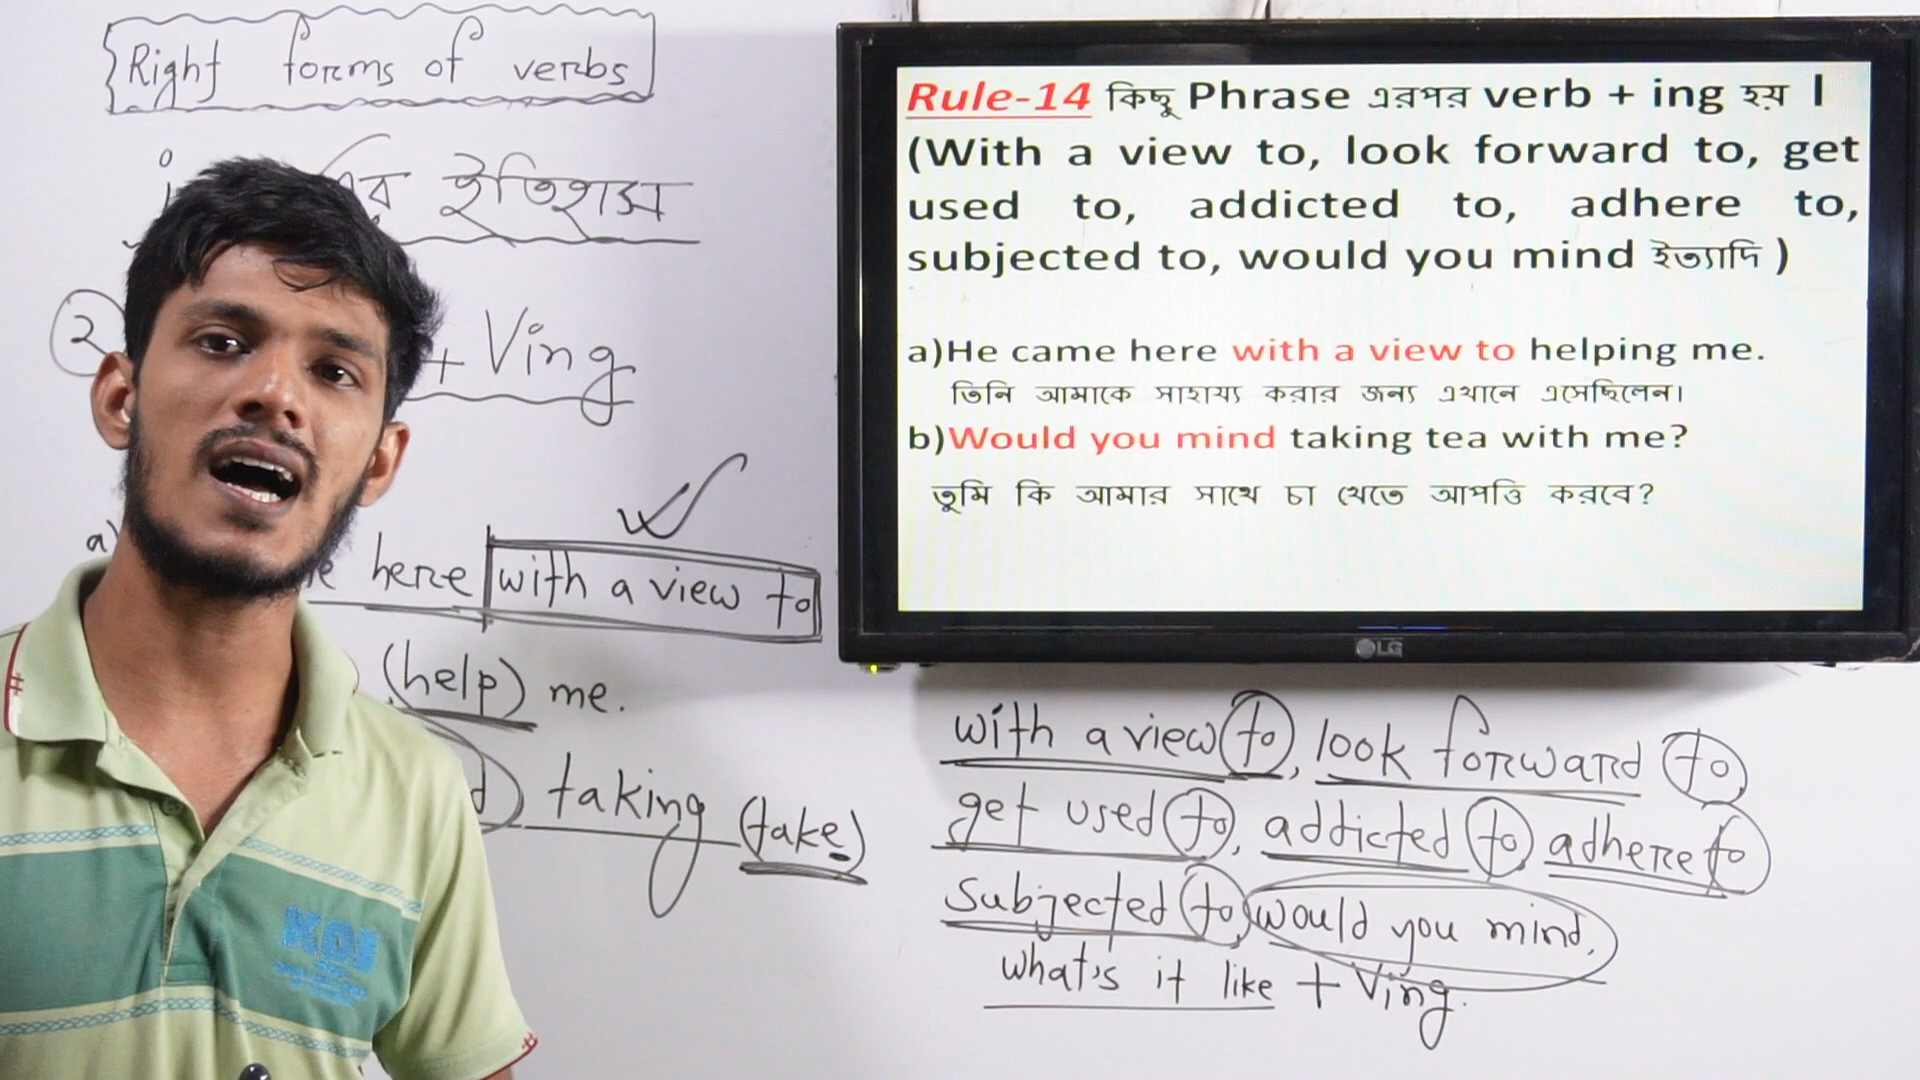 Right forms of verbs
র ইতিহাস
2
+ Ving
a)
here with a view to
(help) me.
taking (take)
Rule-14 কিছু Phrase এরপর verb + ing হয় ।
(With a view to, look forward to, get
used to, addicted to, adhere to,
subjected to, would you mind ইত্যাদি )
a)He came here with a view to helping me.
তিনি আমাকে সাহায্য করার জন্য এখানে এসেছিলেন।
b)Would you mind taking tea with me?
তুমি কি আমার সাথে চা খেতে আপত্তি করবে?
LG
with a view to, look forward to
get used to, addicted to adhere to
subjected to, would you mind,
what's it like + Ving.